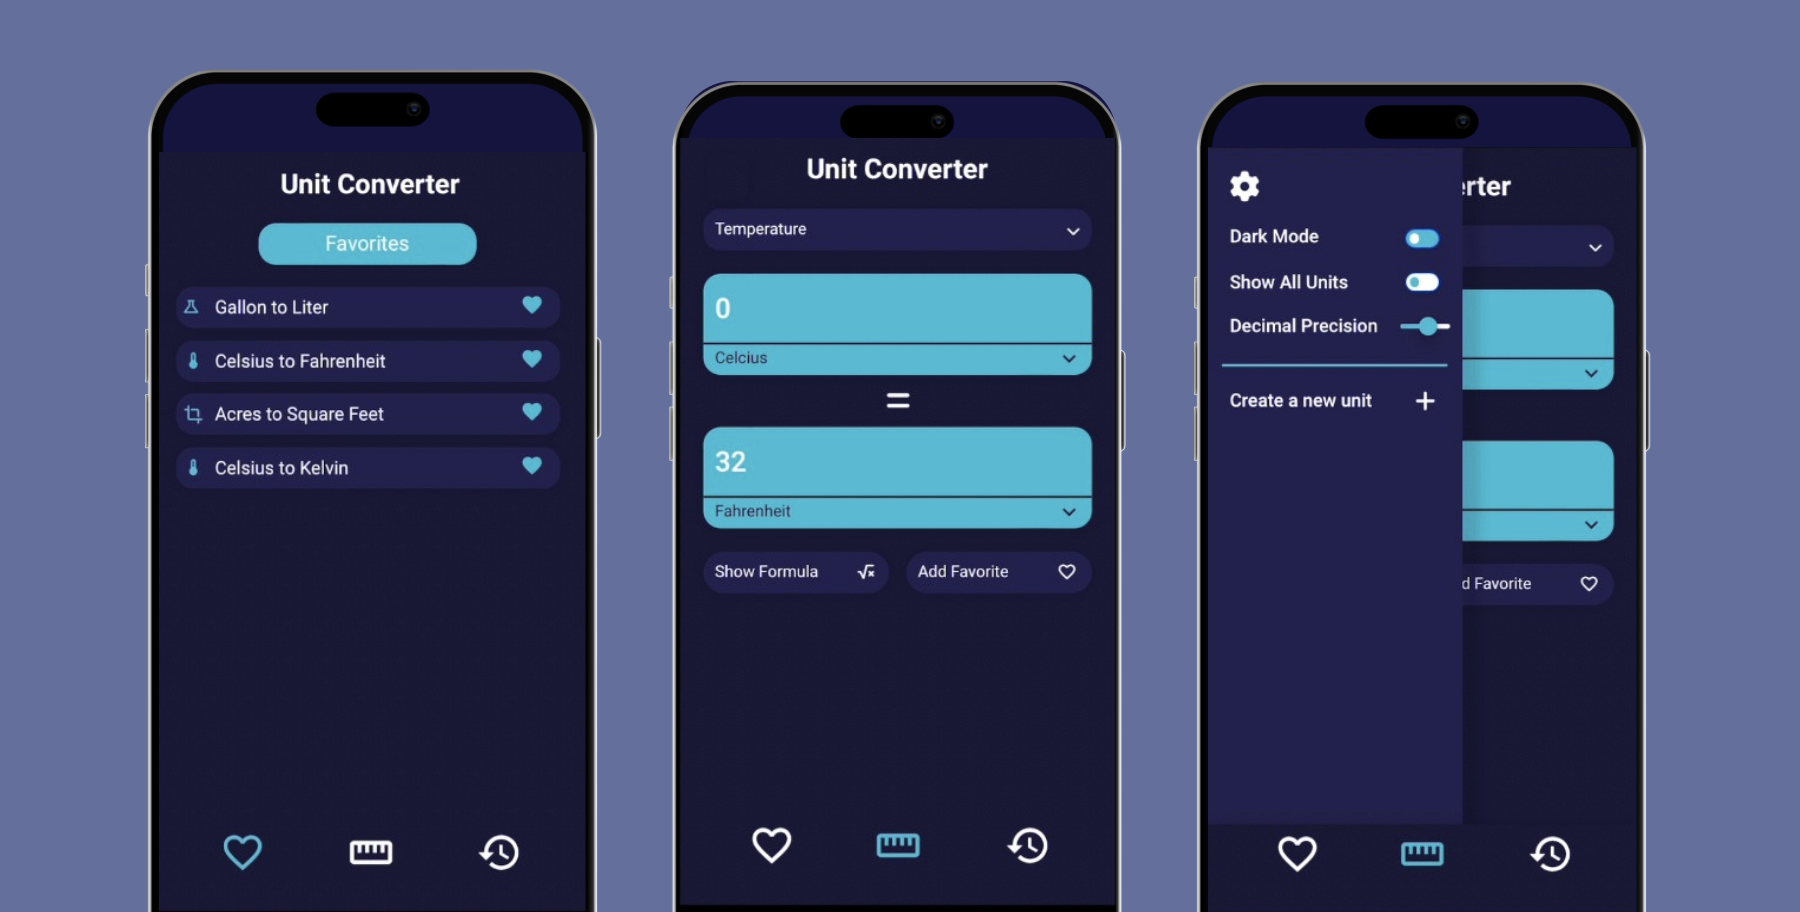 Unit Converter
Favorites
Gallon to Liter
Celsius to Fahrenheit
Acres to Square Feet
Celsius to Kelvin
Unit Converter
Temperature
0
Celcius
=
32
Fahrenheit
Show Formula √x
Add Favorite
erter
Dark Mode
Show All Units
Decimal Precision
Create a new unit +
d Favorite